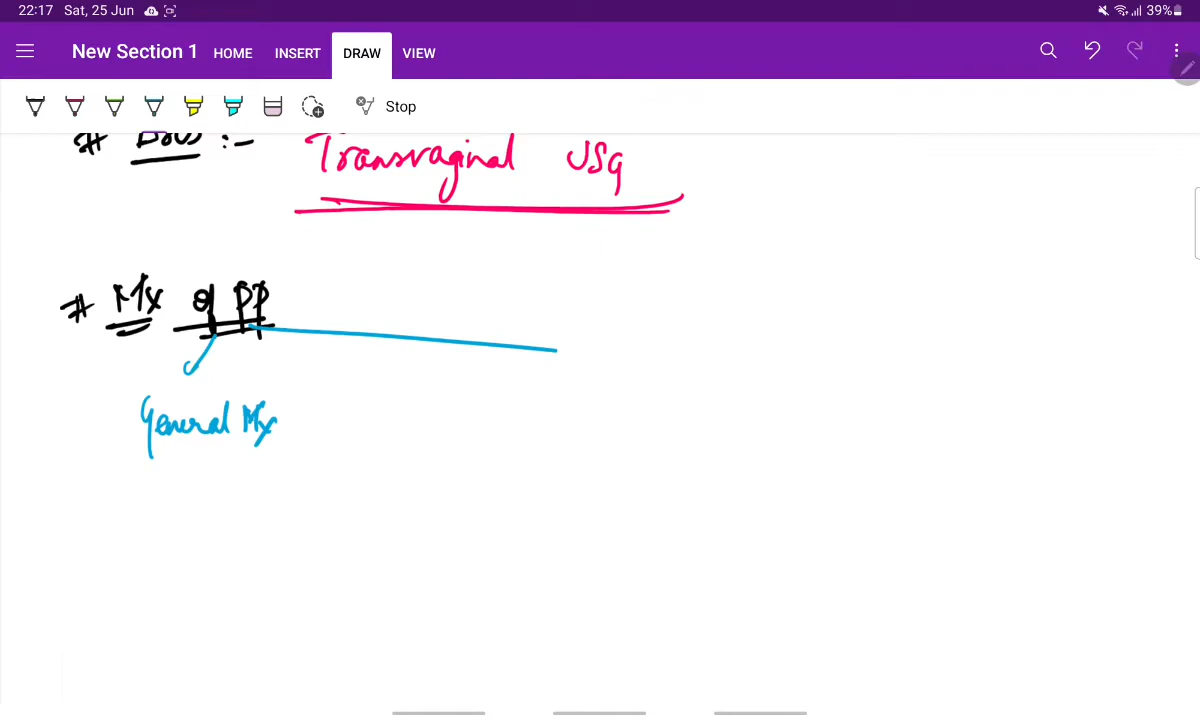 22:17 Sat, 25 Jun 39%
New Section 1 HOME INSERT DRAW VIEW
Stop
# :-
Transvaginal USG
# Mx of PP
General Mx